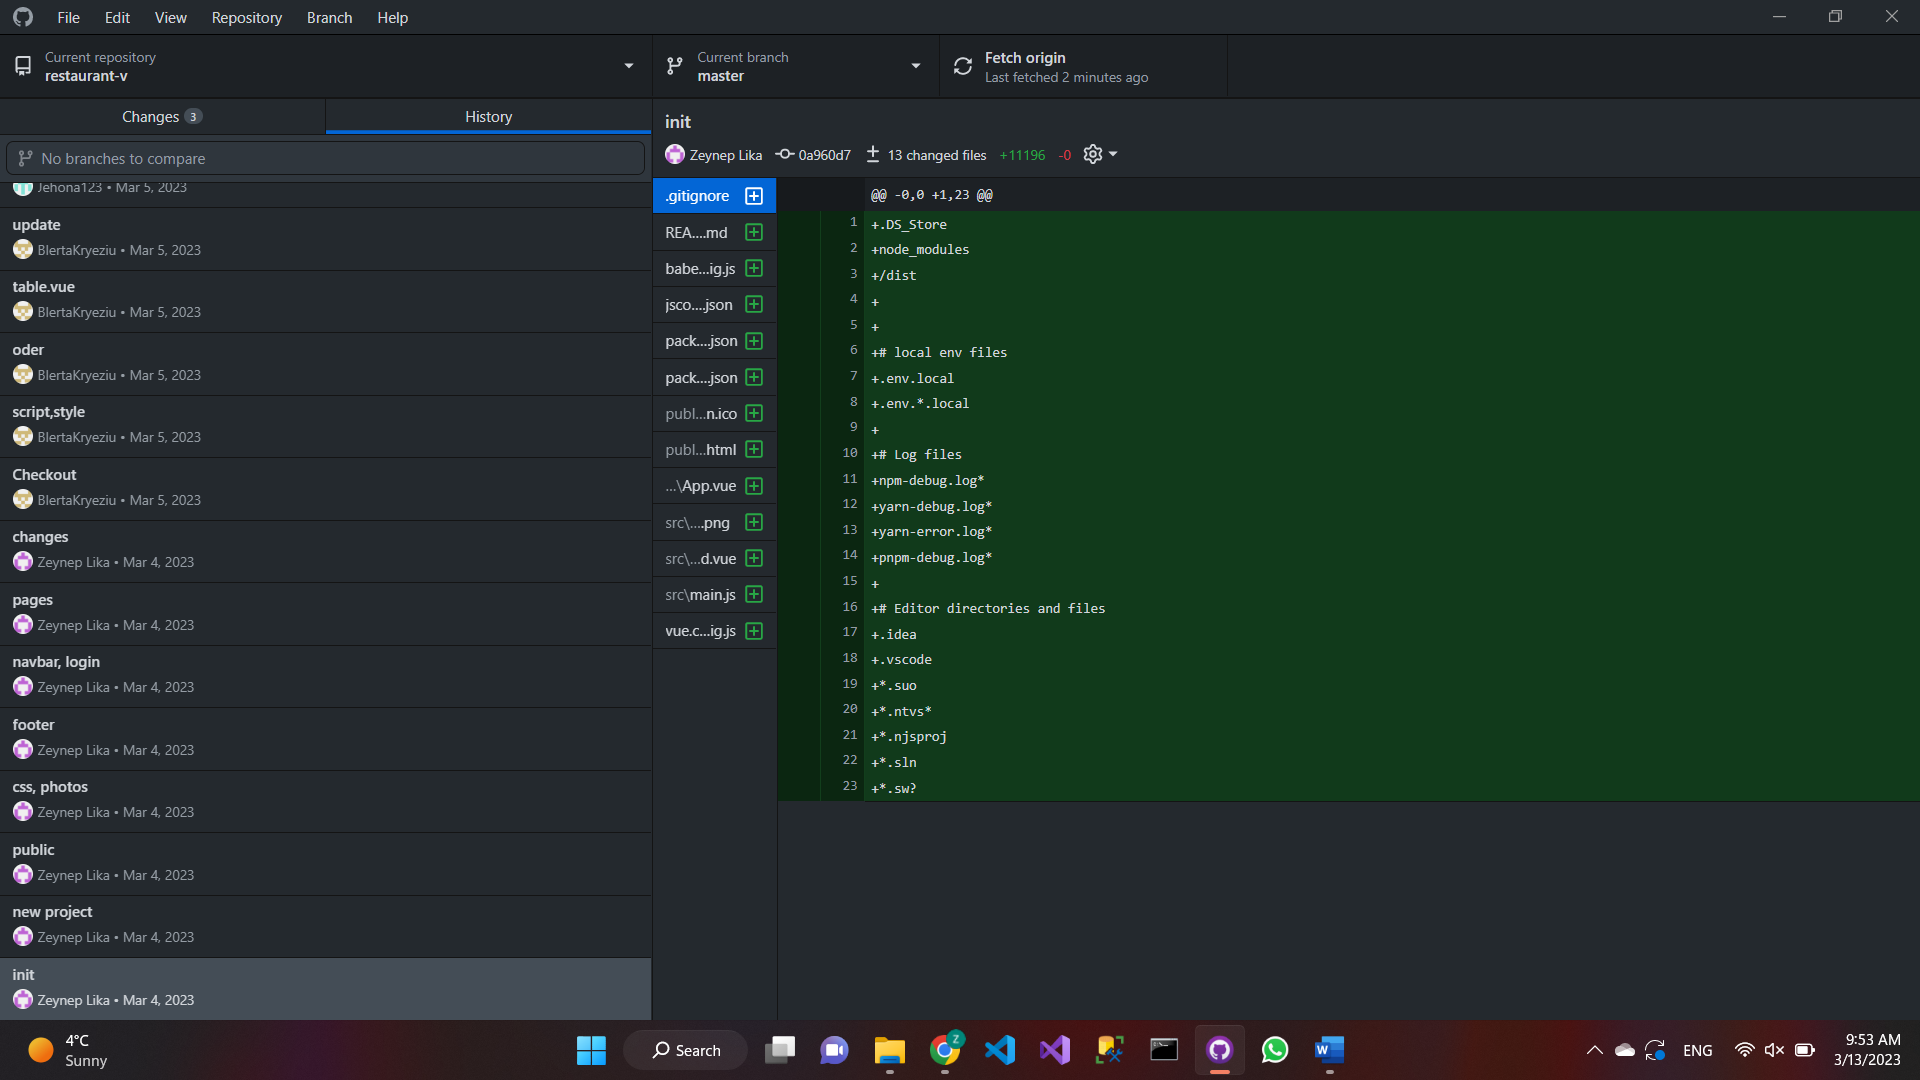 File Edit View Repository Branch Help
Current repository
restaurant-v
Current branch
master
Fetch origin
Last fetched 2 minutes ago
Changes 3
History
No branches to compare
Jehona123 • Mar 5, 2023
update
BlertaKryeziu • Mar 5, 2023
table.vue
BlertaKryeziu • Mar 5, 2023
oder
BlertaKryeziu • Mar 5, 2023
script,style
BlertaKryeziu • Mar 5, 2023
Checkout
BlertaKryeziu • Mar 5, 2023
changes
Zeynep Lika • Mar 4, 2023
pages
Zeynep Lika • Mar 4, 2023
navbar, login
Zeynep Lika • Mar 4, 2023
footer
Zeynep Lika • Mar 4, 2023
css, photos
Zeynep Lika • Mar 4, 2023
public
Zeynep Lika • Mar 4, 2023
new project
Zeynep Lika • Mar 4, 2023
init
Zeynep Lika • Mar 4, 2023
init
Zeynep Lika 0a960d7 13 changed files +11196 -0
.gitignore
REA....md
babe...ig.js
jsco....json
pack....json
pack....json
publ...n.ico
publ...html
...\App.vue
src\....png
src\...d.vue
src\main.js
vue.c...ig.js
@@ -0,0 +1,23 @@
1 +.DS_Store
2 +node_modules
3 +/dist
4 +
5 +
6 +# local env files
7 +.env.local
8 +.env.*.local
9 +
10 +# Log files
11 +npm-debug.log*
12 +yarn-debug.log*
13 +yarn-error.log*
14 +pnpm-debug.log*
15 +
16 +# Editor directories and files
17 +.idea
18 +.vscode
19 +*.suo
20 +*.ntvs*
21 +*.njsproj
22 +*.sln
23 +*.sw?
4°C
Sunny
Search
Z
ENG
9:53 AM
3/13/2023